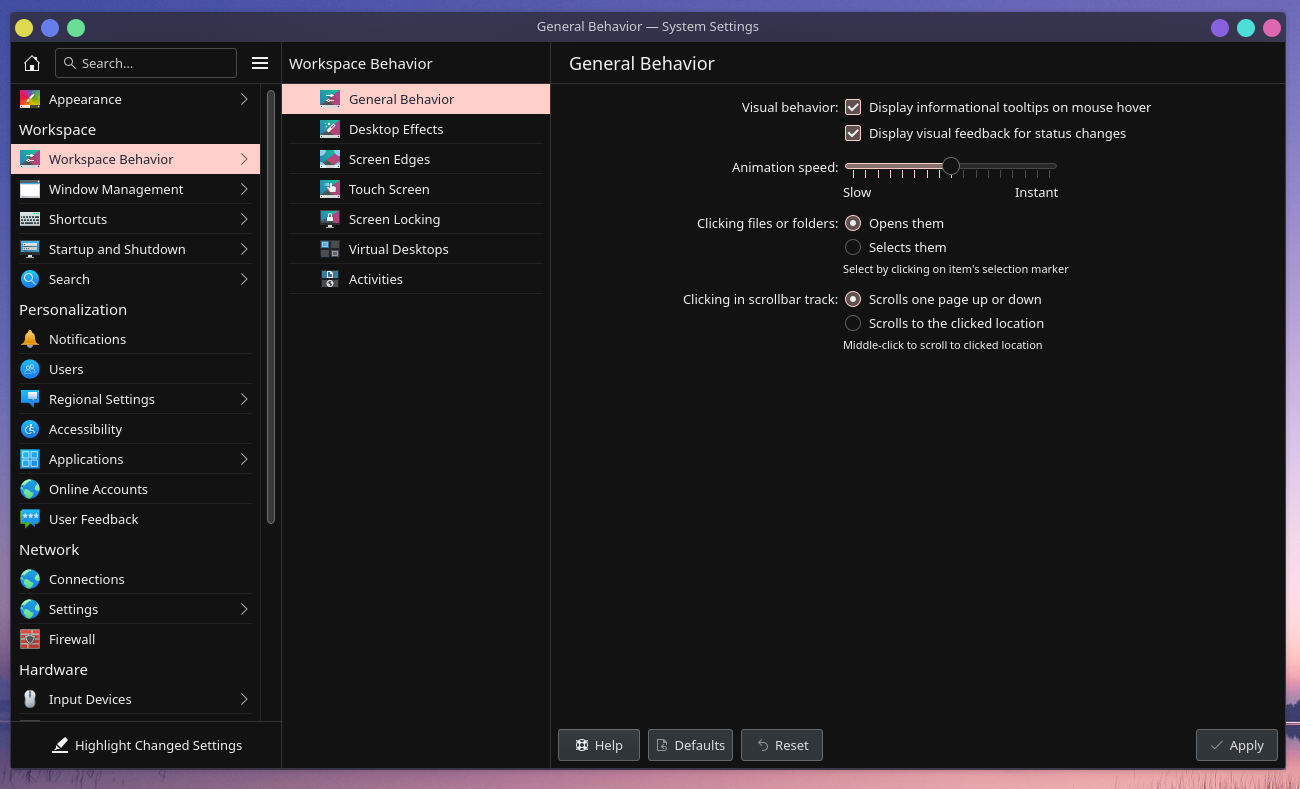 General Behavior — System Settings
Search...
Appearance
Workspace
Workspace Behavior
Window Management
Shortcuts
Startup and Shutdown
Search
Personalization
Notifications
Users
Regional Settings
Accessibility
Applications
Online Accounts
User Feedback
Network
Connections
Settings
Firewall
Hardware
Input Devices
Highlight Changed Settings
Workspace Behavior
General Behavior
Desktop Effects
Screen Edges
Touch Screen
Screen Locking
Virtual Desktops
Activities
General Behavior
Visual behavior: Display informational tooltips on mouse hover
Display visual feedback for status changes
Animation speed:
Slow Instant
Clicking files or folders: Opens them
Selects them
Select by clicking on item's selection marker
Clicking in scrollbar track: Scrolls one page up or down
Scrolls to the clicked location
Middle-click to scroll to clicked location
Help Defaults Reset Apply